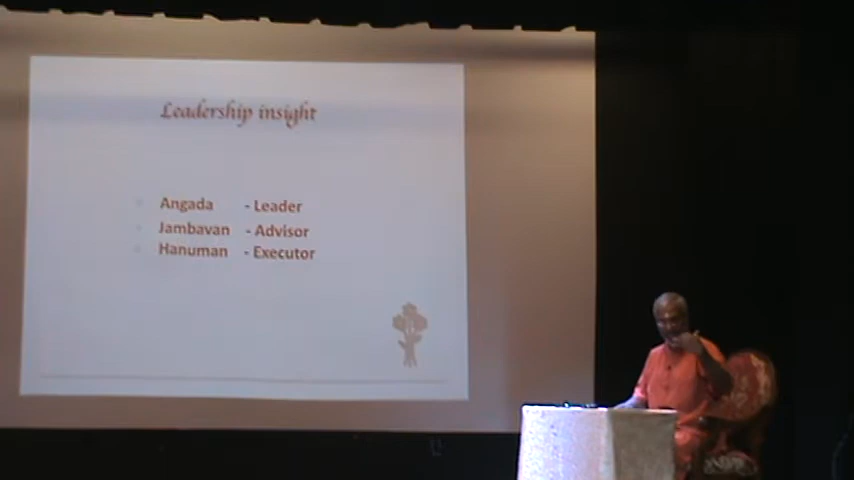 Leadership insight
Angada - Leader
Jambavan - Advisor
Hanuman - Executor